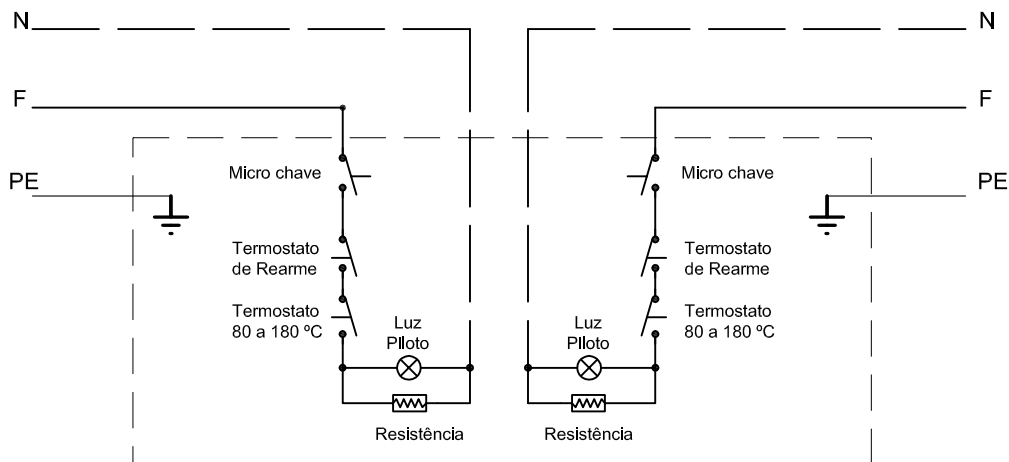 N
N
F
F
Micro chave
Micro chave
PE
PE
Termostato
de Rearme
Termostato
de Rearme
Termostato
80 a 180 ºC
Termostato
80 a 180 ºC
Luz
Piloto
Luz
Piloto
Resistência
Resistência